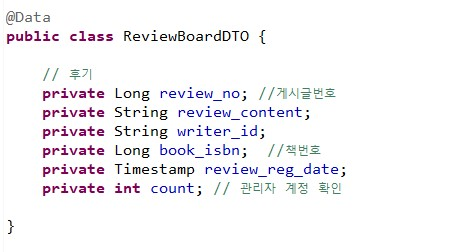 @Data
public class ReviewBoardDTO {
// 후기
private Long review_no; //게시글번호
private String review_content;
private String writer_id;
private Long book_isbn;  //책번호
private Timestamp review_reg_date;
private int count; // 관리자 계정 확인
}